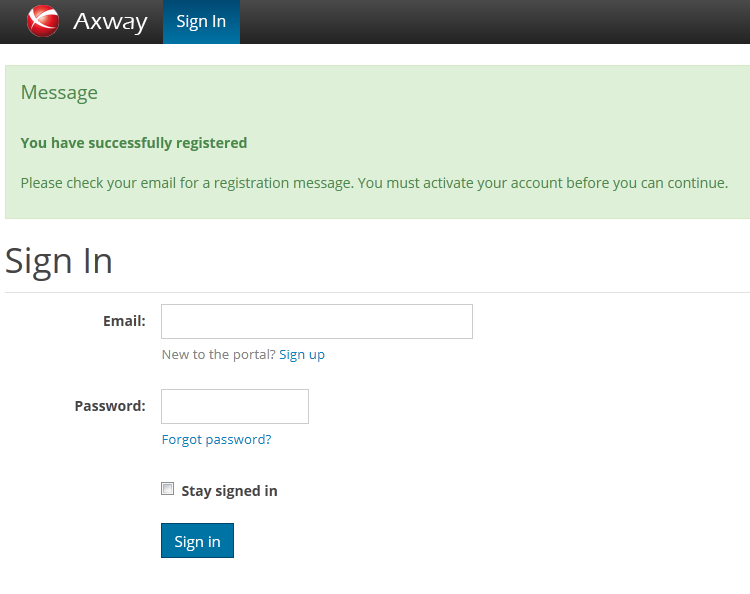 Axway Sign In
Message
You have successfully registered
Please check your email for a registration message. You must activate your account before you can continue.
Sign In
Email:
New to the portal? Sign up
Password:
Forgot password?
Stay signed in
Sign in